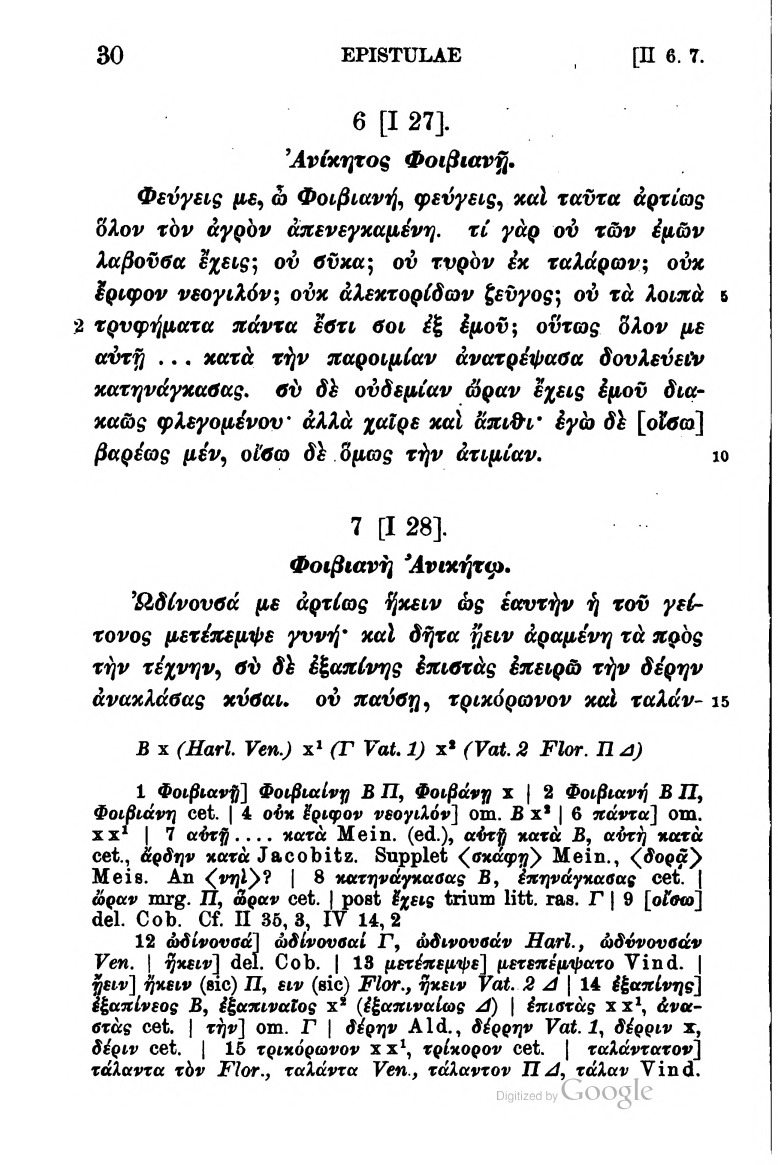 30 EPISTULAE [II 6. 7.
6 [I 27].
Ἀνίκητος Φοιβιανῇ.
Φεύγεις με, ὦ Φοιβιανή, φεύγεις, καὶ ταῦτα ἀρτίως
ὅλον τὸν ἀγρὸν ἀπενεγκαμένη. τί γὰρ οὐ τῶν ἐμῶν
λαβοῦσα ἔχεις; οὐ σῦκα; οὐ τυρὸν ἐκ ταλάρων; οὐκ
ἔριφον νεογιλόν; οὐκ ἀλεκτορίδων ζεῦγος; οὐ τὰ λοιπὰ 5
2 τρυφήματα πάντα ἔστι σοι ἐξ ἐμοῦ; οὕτως ὅλον με
αὐτῇ ... κατὰ τὴν παροιμίαν ἀνατρέψασα δουλεύειν
κατηνάγκασας. σὺ δὲ οὐδεμίαν ὥραν ἔχεις ἐμοῦ δια-
καῶς φλεγομένου· ἀλλὰ χαῖρε καὶ ἄπιθι· ἐγὼ δὲ [οἴσω]
βαρέως μέν, οἴσω δὲ ὅμως τὴν ἀτιμίαν. 10
7 [I 28].
Φοιβιανὴ Ἀνικήτῳ.
Ὠδίνουσά με ἀρτίως ἥκειν ὡς ἑαυτὴν ἡ τοῦ γεί-
τονος μετέπεμψε γυνή· καὶ δῆτα ᾔειν ἀραμένη τὰ πρὸς
τὴν τέχνην, σὺ δὲ ἐξαπίνης ἐπιστὰς ἐπειρῶ τὴν δέρην
ἀνακλάσας κύσαι. οὐ παύσῃ, τρικόρωνον καὶ ταλάν- 15
B x (Harl. Ven.) x¹ (Γ Vat. 1) x² (Vat. 2 Flor. Π Δ)
1 Φοιβιανῇ] Φοιβιαίνῃ B Π, Φοιβάνῃ x | 2 Φοιβιανή B Π,
Φοιβιάνη cet. | 4 οὐκ ἔριφον νεογιλόν] om. B x² | 6 πάντα] om.
x x¹ | 7 αὐτῇ .... κατὰ Mein. (ed.), αὐτῇ κατὰ B, αὐτὴ κατὰ
cet., ἄρδην κατὰ Jacobitz. Supplet ⟨σκάφῃ⟩ Mein., ⟨δορᾷ⟩
Meis. An ⟨νηῒ⟩? | 8 κατηνάγκασας B, ἐπηνάγκασας cet. |
ὥραν mrg. Π, ὧραν cet. | post ἔχεις trium litt. ras. Γ | 9 [οἴσω]
del. Cob. Cf. II 35, 3, IV 14, 2
12 ὠδίνουσά] ὠδίνουσαί Γ, ὠδινουσάν Harl., ὠδύνουσάν
Ven. | ἥκειν] del. Cob. | 13 μετέπεμψε] μετεπέμψατο Vind. |
ᾔειν] ἤκειν (sic) Π, ειν (sic) Flor., ἥκειν Vat. 2 Δ | 14 ἐξαπίνης]
ἐξαπίνεος B, ἐξαπιναῖος x² (ἐξαπιναίως Δ) | ἐπιστὰς x x¹, ἀνα-
στὰς cet. | τὴν] om. Γ | δέρην Ald., δέρρην Vat. 1, δέρριν x,
δέριν cet. | 15 τρικόρωνον x x¹, τρίκορον cet. | ταλάντατον]
τάλαντα τὸν Flor., ταλάντα Ven., τάλαντον Π Δ, τάλαν Vind.
Digitized by Google